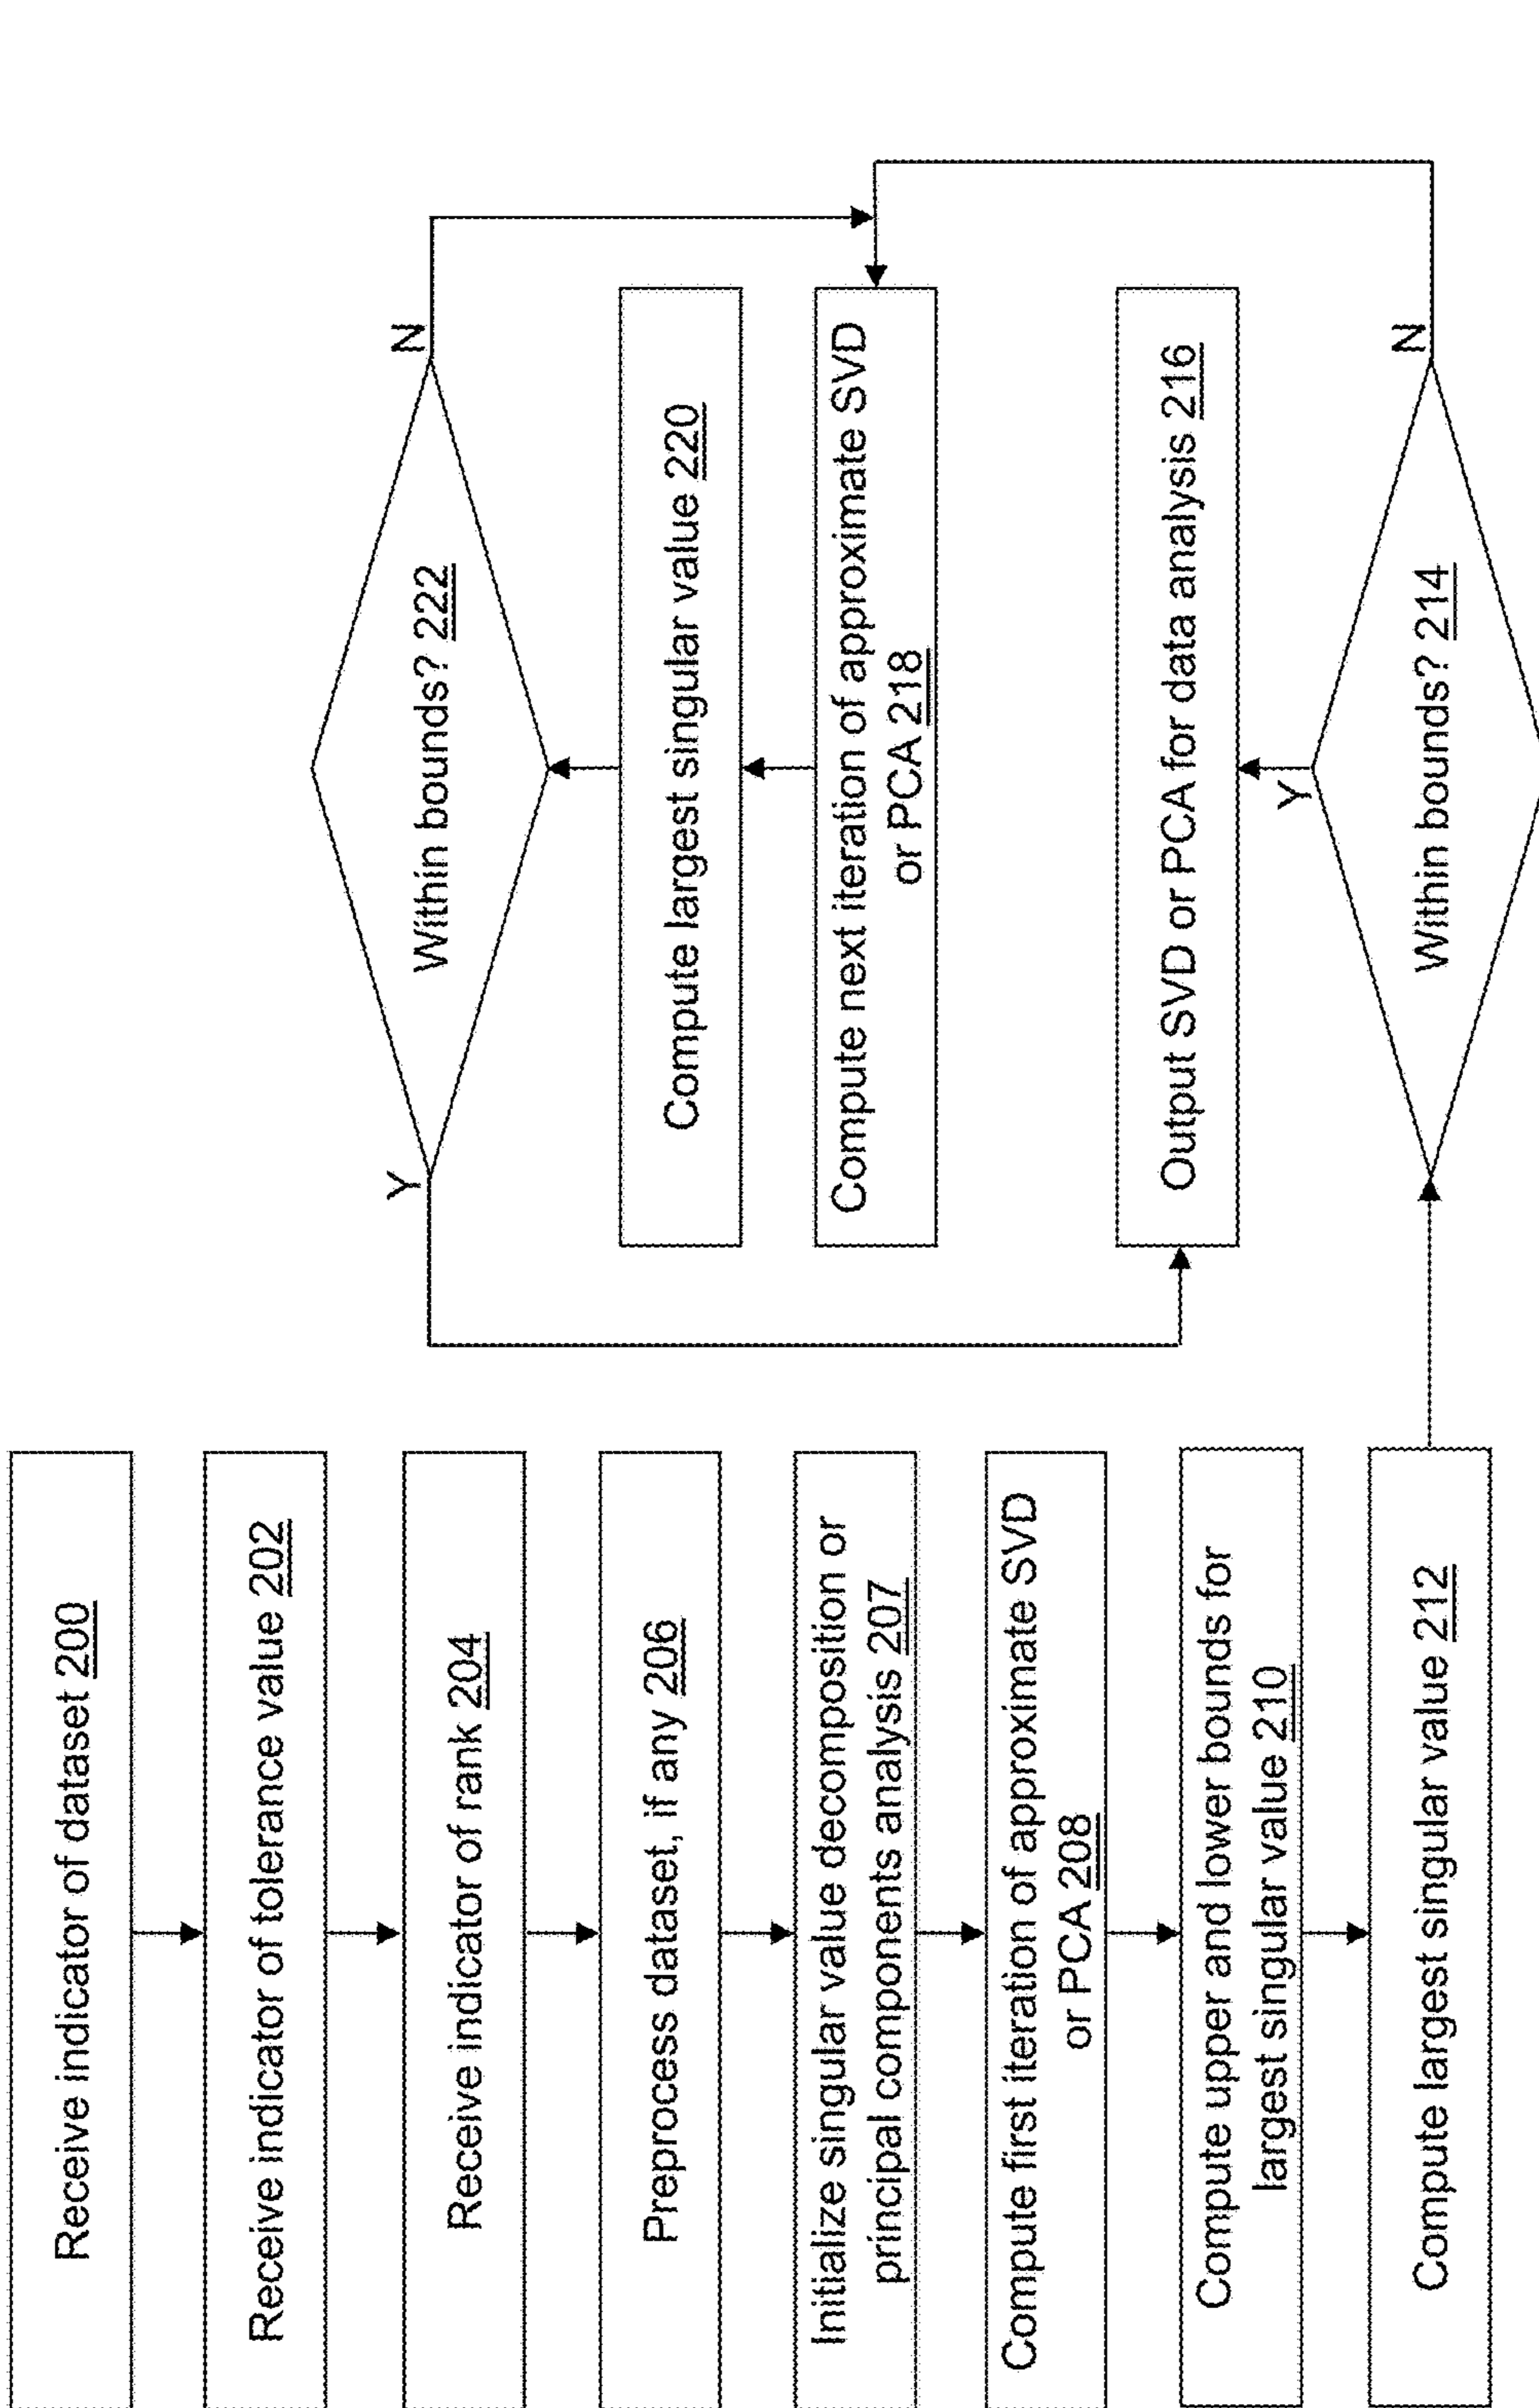 Receive indicator of dataset 200
Receive indicator of tolerance value 202
Receive indicator of rank 204
Preprocess dataset, if any 206
Initialize singular value decomposition or
principal components analysis 207
Compute first iteration of approximate SVD
or PCA 208
Compute upper and lower bounds for
largest singular value 210
Compute largest singular value 212
Y
Within bounds? 222
N
Compute largest singular value 220
Compute next iteration of approximate SVD
or PCA 218
Output SVD or PCA for data analysis 216
Y
Within bounds? 214
N